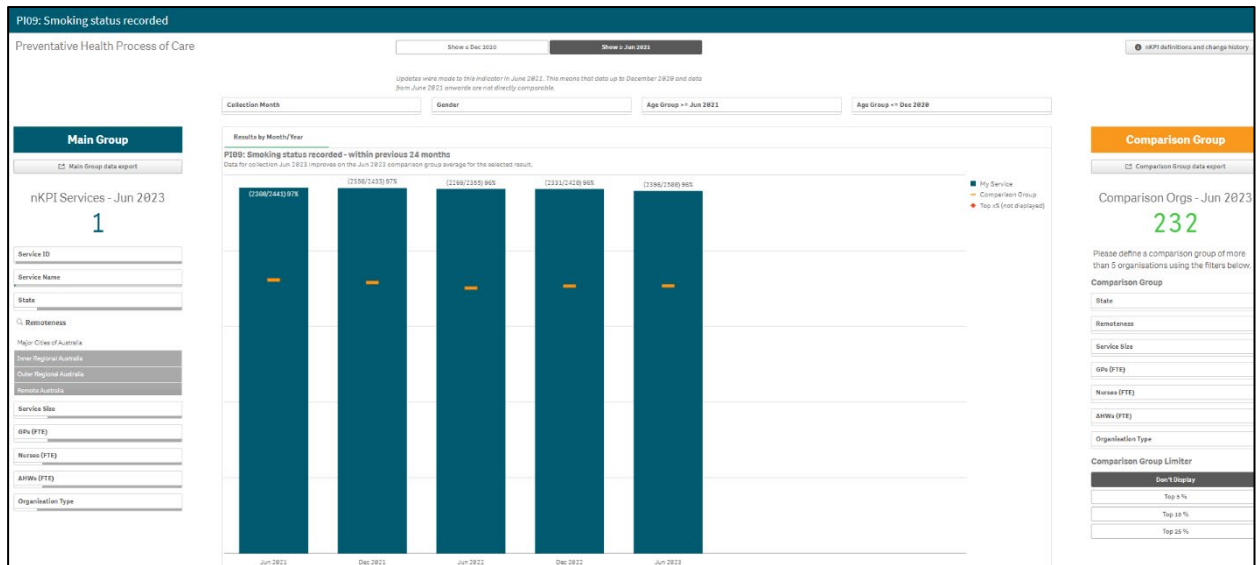 PI09: Smoking status recorded
Preventative Health Process of Care
Show ≤ Dec 2020
Show ≥ Jun 2021
nKPI definitions and change history
Updates were made to this indicator in June 2021. This means that data up to December 2020 and data
from June 2021 onwards are not directly comparable.
Collection Month
Gender
Age Group >= Jun 2021
Age Group <= Dec 2020
Main Group
Main Group data export
nKPI Services - Jun 2023
1
Service ID
Service Name
State
Remoteness
Major Cities of Australia
Inner Regional Australia
Outer Regional Australia
Remote Australia
Service Size
GPs (FTE)
Nurses (FTE)
AHWs (FTE)
Organisation Type
Results by Month/Year
PI09: Smoking status recorded - within previous 24 months
Data for collection Jun 2023 improves on the Jun 2023 comparison group average for the selected result.
97%
97%
96%
96%
96%
My Service
Comparison Group
Top x% (not displayed)
Jun 2021
Dec 2021
Jun 2022
Dec 2022
Jun 2023
Comparison Group
Comparison Group data export
Comparison Orgs - Jun 2023
232
Please define a comparison group of more
than 5 organisations using the filters below.
Comparison Group
State
Remoteness
Service Size
GPs (FTE)
Nurses (FTE)
AHWs (FTE)
Organisation Type
Comparison Group Limiter
Don't Display
Top 5 %
Top 10 %
Top 25 %